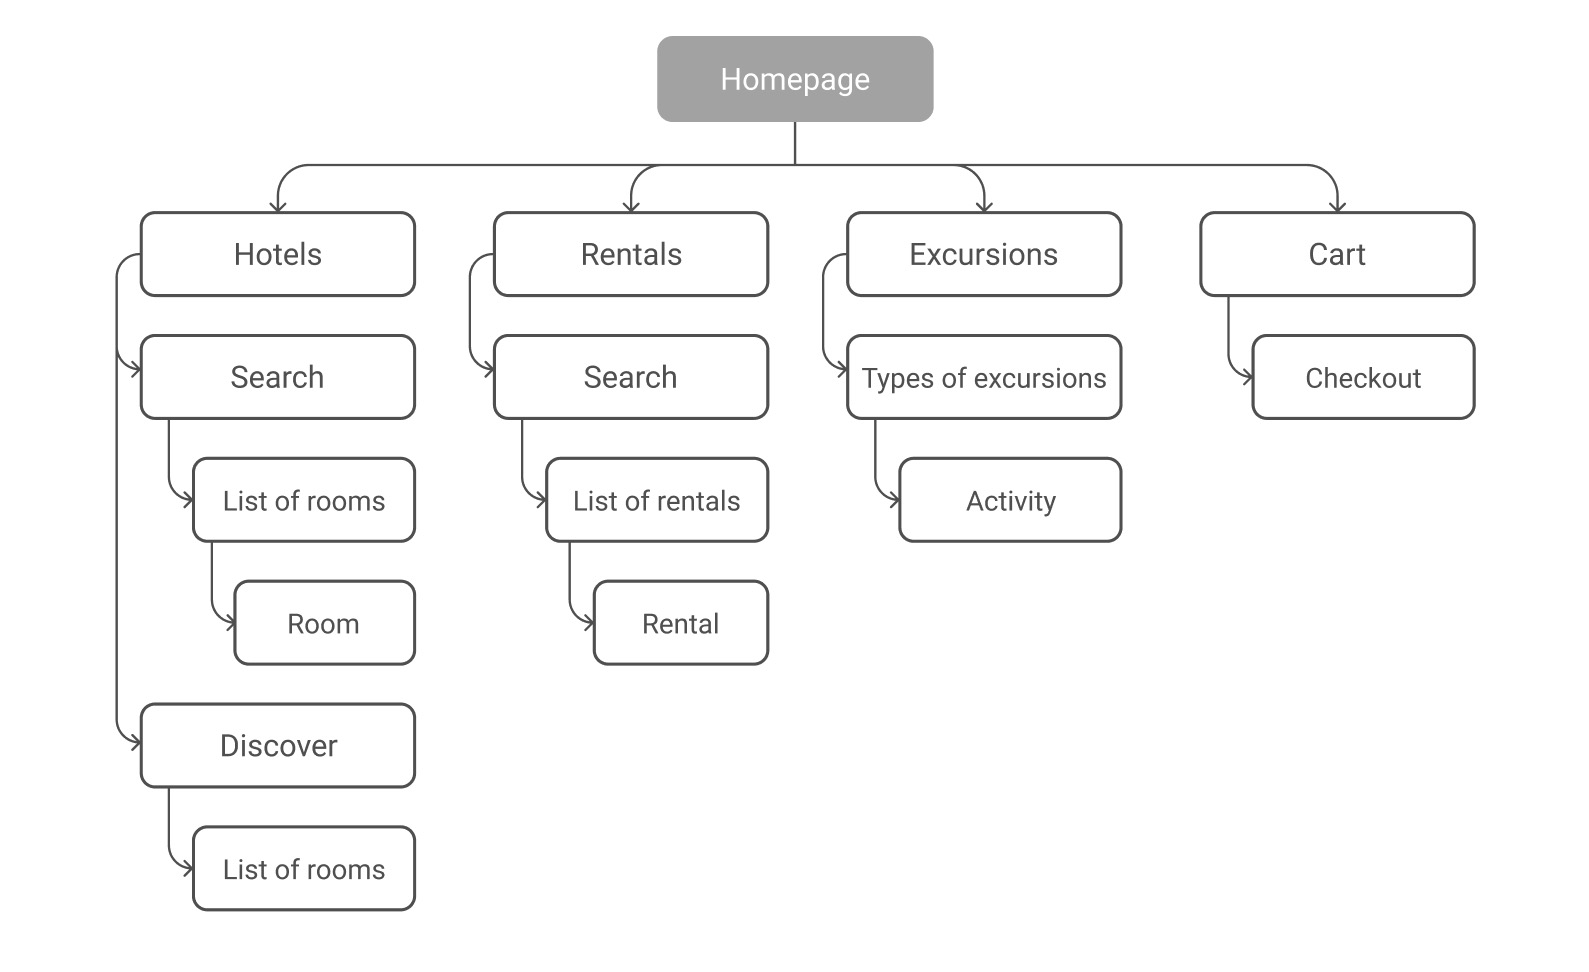 Homepage
Hotels
Search
List of rooms
Room
Discover
List of rooms
Rentals
Search
List of rentals
Rental
Excursions
Types of excursions
Activity
Cart
Checkout